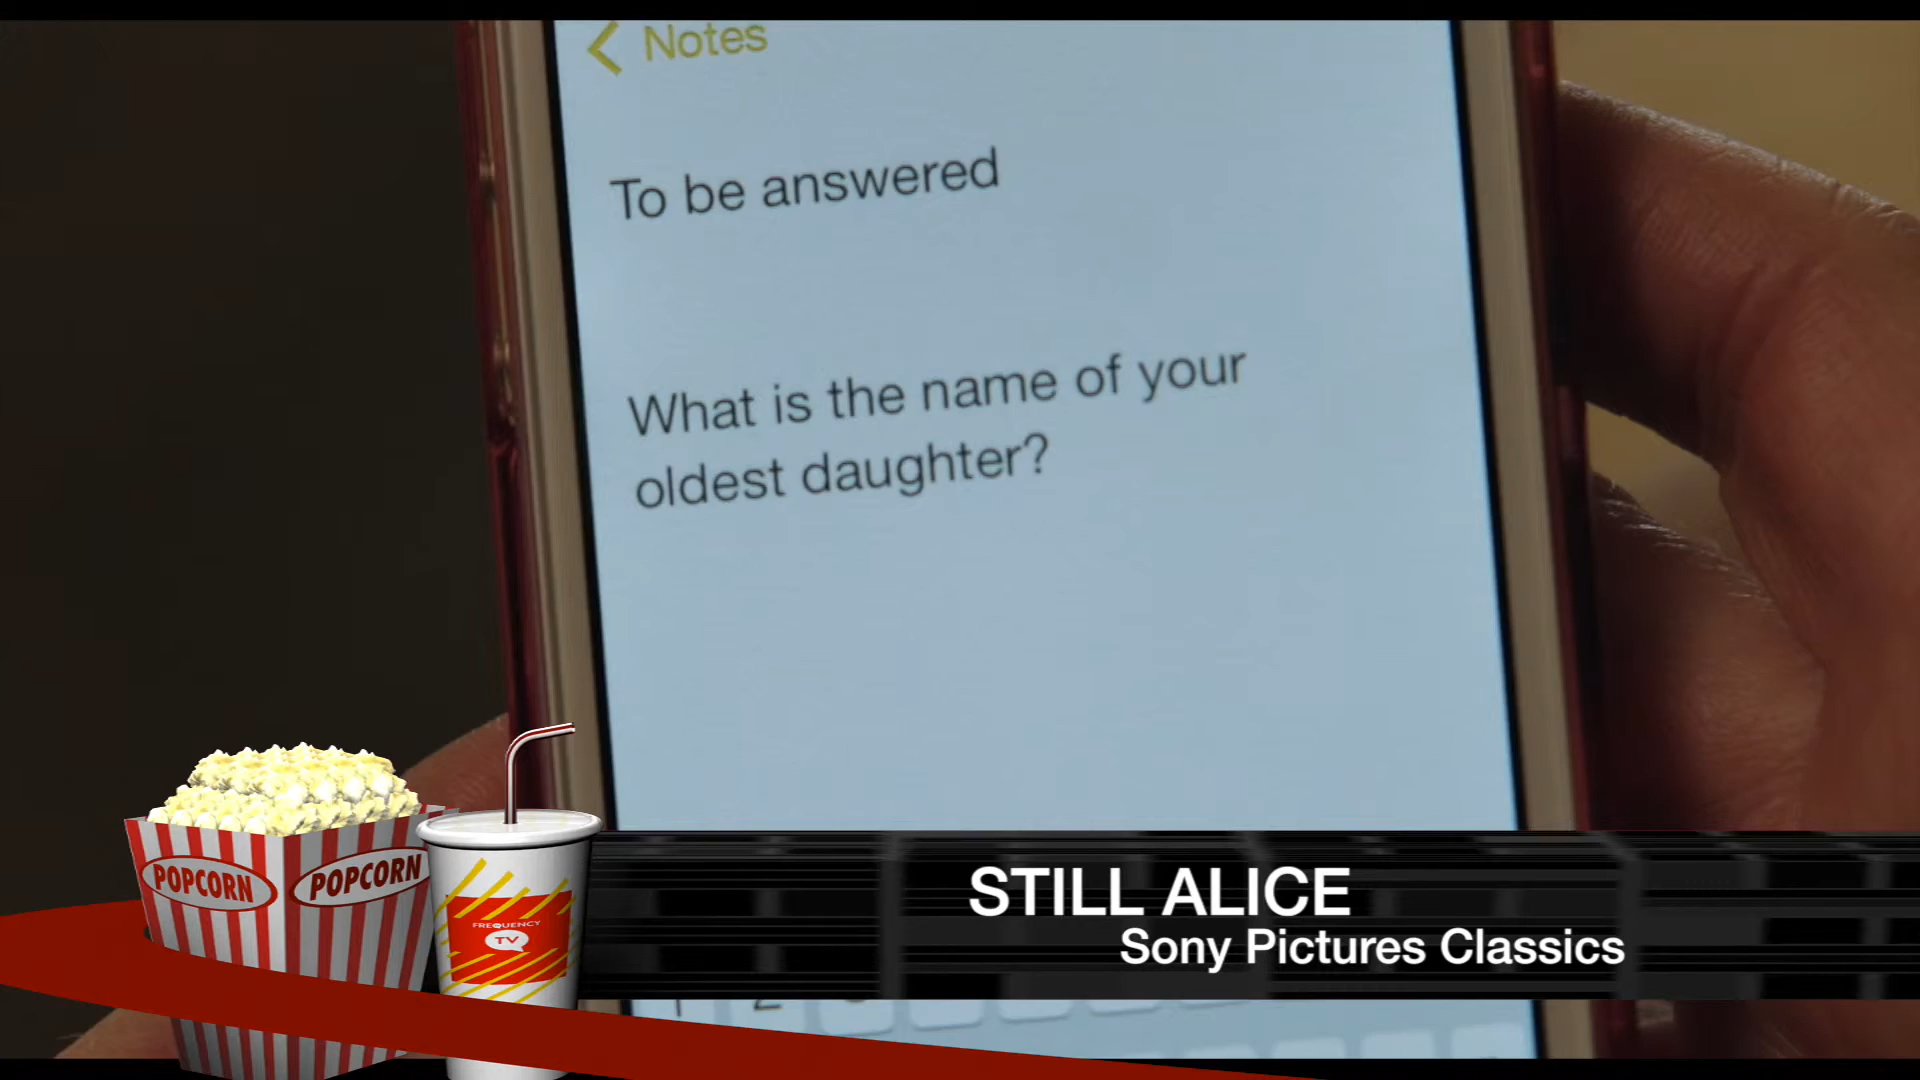 Notes
To be answered
What is the name of your
oldest daughter?
POPCORN
POPCORN
FREQUENCY
TV
STILL ALICE
Sony Pictures Classics